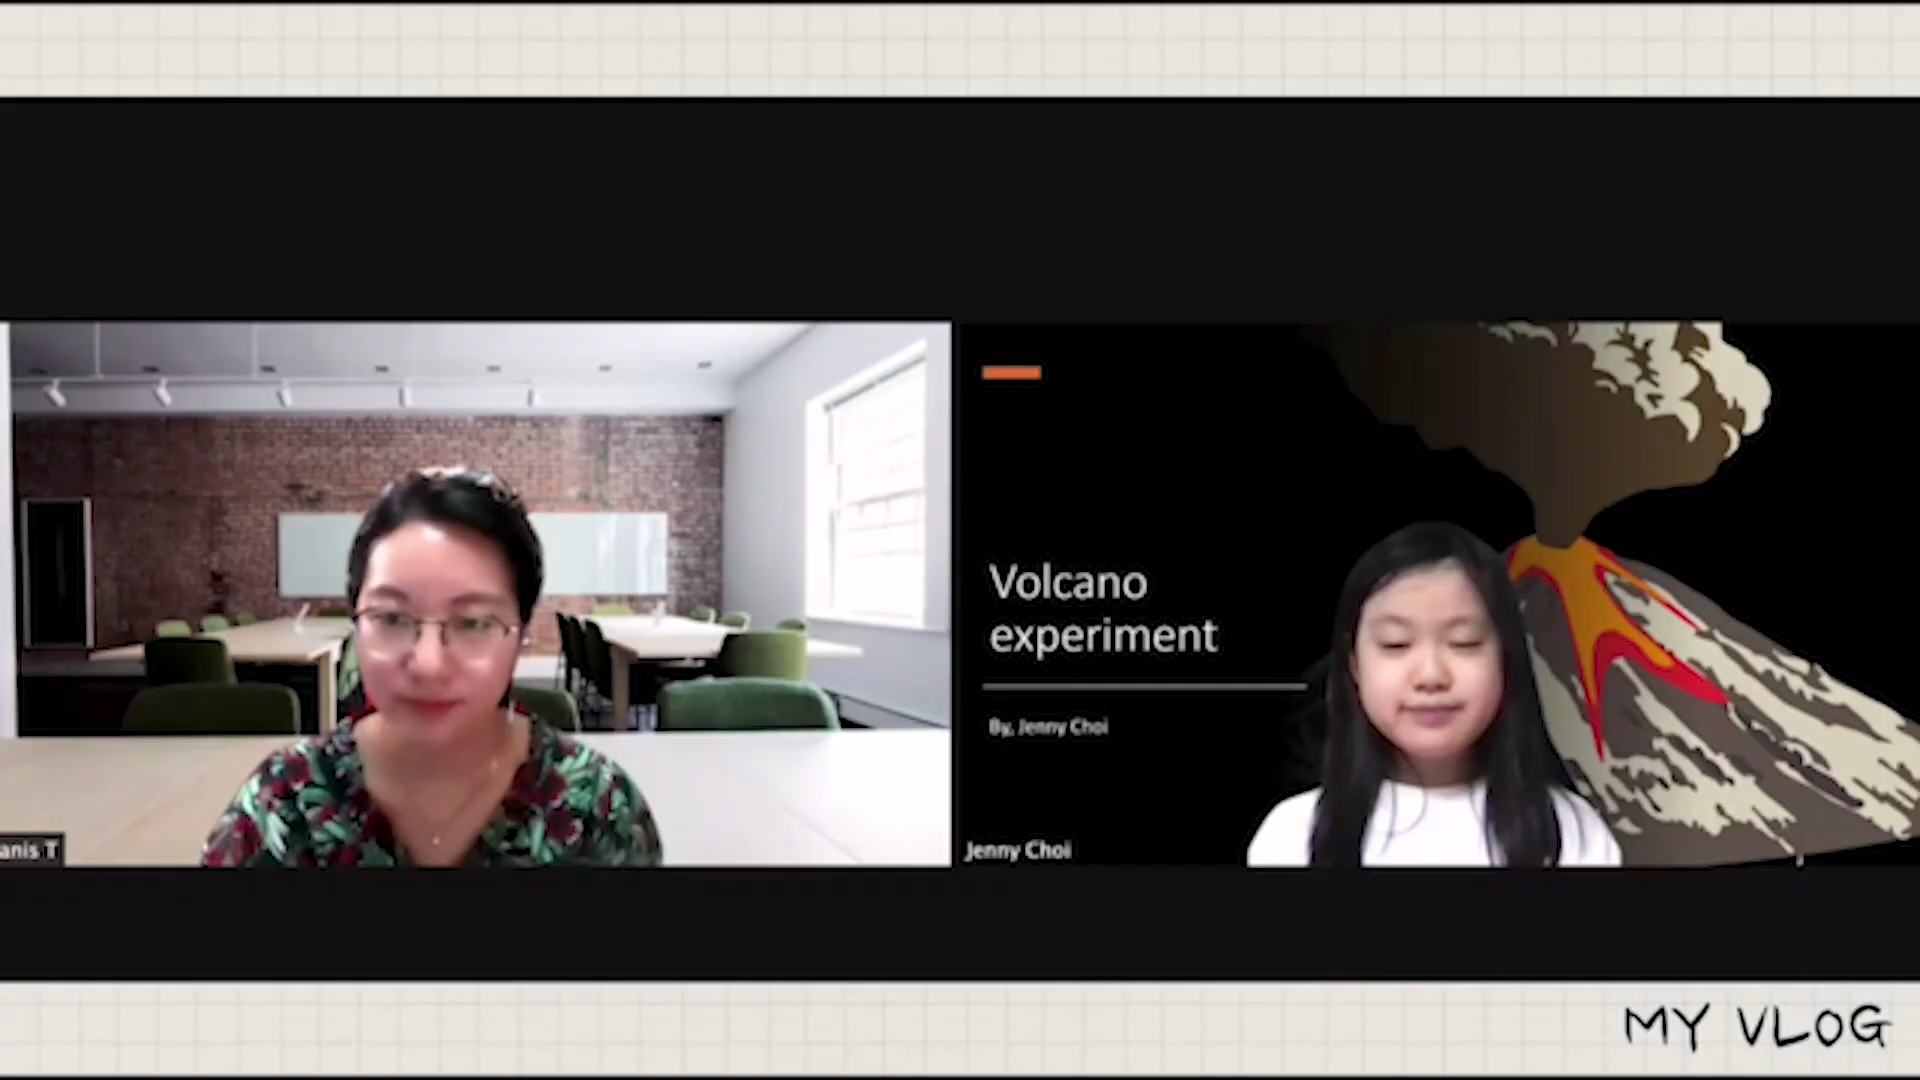 anis T
Volcano
experiment
By, Jenny Choi
Jenny Choi
MY VLOG